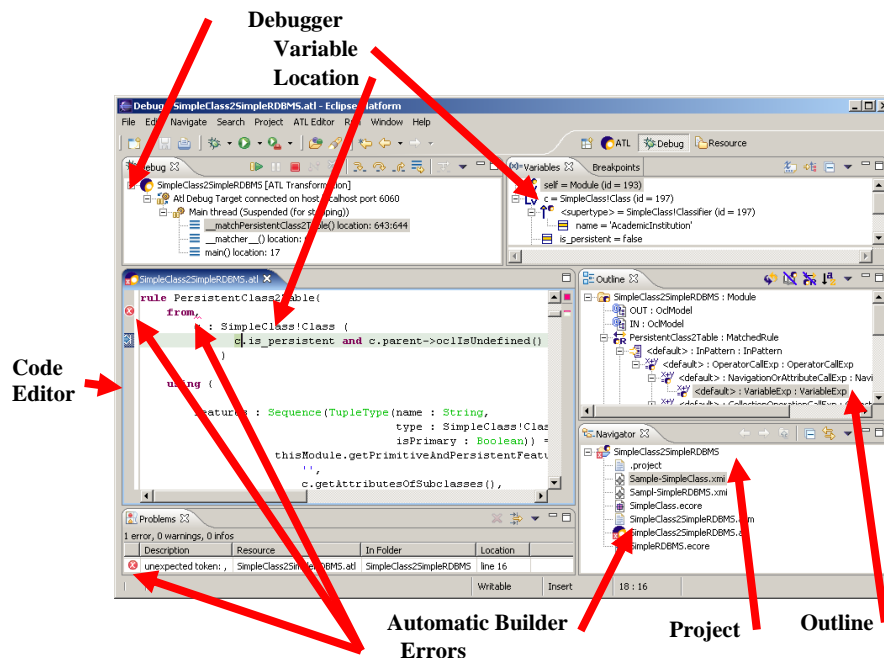 Debugger
Variable
Location
Debug - SimpleClass2SimpleRDBMS.atl - Eclipse Platform
File Edit Navigate Search Project ATL Editor Run Window Help
ATL Debug Resource
Debug
SimpleClass2SimpleRDBMS [ATL Transformation]
Atl Debug Target connected on host localhost port 6060
Main thread (Suspended (for stepping))
__matchPersistentClass2Table() location: 643:644
__matcher__() location:
main() location: 17
(x)= Variables Breakpoints
self = Module (id = 193)
c = SimpleClass!Class (id = 197)
<supertype> = SimpleClass!Classifier (id = 197)
name = 'AcademicInstitution'
is_persistent = false
SimpleClass2SimpleRDBMS.atl
rule PersistentClass2Table{
from,
: SimpleClass!Class (
c.is_persistent and c.parent->oclIsUndefined()
)
using {
features : Sequence(TupleType(name : String,
type : SimpleClass!Clas
isPrimary : Boolean)) =
thisModule.getPrimitiveAndPersistentFeatu
'',
c.getAttributesOfSubclasses(),
Outline
SimpleClass2SimpleRDBMS : Module
OUT : OclModel
IN : OclModel
PersistentClass2Table : MatchedRule
<default> : InPattern : InPattern
<default> : OperatorCallExp : OperatorCallExp
<default> : NavigationOrAttributeCallExp : Navi
<default> : VariableExp : VariableExp
<default> : CollectionOperationCallExp :
Navigator
SimpleClass2SimpleRDBMS
.project
Sample-SimpleClass.xmi
Sampl-SimpleRDBMS.xmi
SimpleClass.ecore
SimpleClass2SimpleRDBMS
SimpleClass2SimpleRDBMS
SimpleRDBMS.ecore
Code
Editor
Problems
1 error, 0 warnings, 0 infos
Description Resource In Folder Location
unexpected token: , SimpleClass2SimpleRDBMS.atl SimpleClass2SimpleRDBMS line 16
Writable Insert 18 : 16
Automatic Builder
Errors
Project
Outline